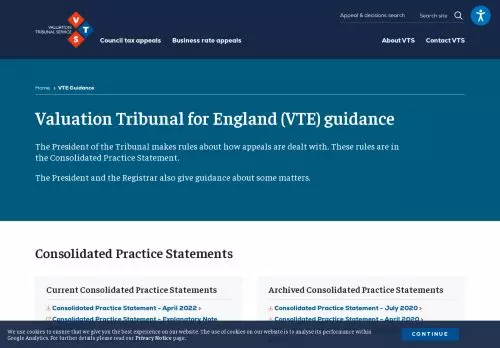 Appeal & decisions search
Search site
VALUATION
TRIBUNAL SERVICE
V
T
S
Council tax appeals
Business rate appeals
About VTS
Contact VTS
Home > VTE Guidance
Valuation Tribunal for England (VTE) guidance
The President of the Tribunal makes rules about how appeals are dealt with. These rules are in
the Consolidated Practice Statement.
The President and the Registrar also give guidance about some matters.
Consolidated Practice Statements
Current Consolidated Practice Statements
Consolidated Practice Statement - April 2022 >
Consolidated Practice Statement - Explanatory Note
Archived Consolidated Practice Statements
Consolidated Practice Statement - July 2020 >
Consolidated Practice Statement - April 2020 >
We use cookies to ensure that we give you the best experience on our website. The use of cookies on our website is to analyse its performance within
Google Analytics. For further details please read our Privacy Notice page.
CONTINUE